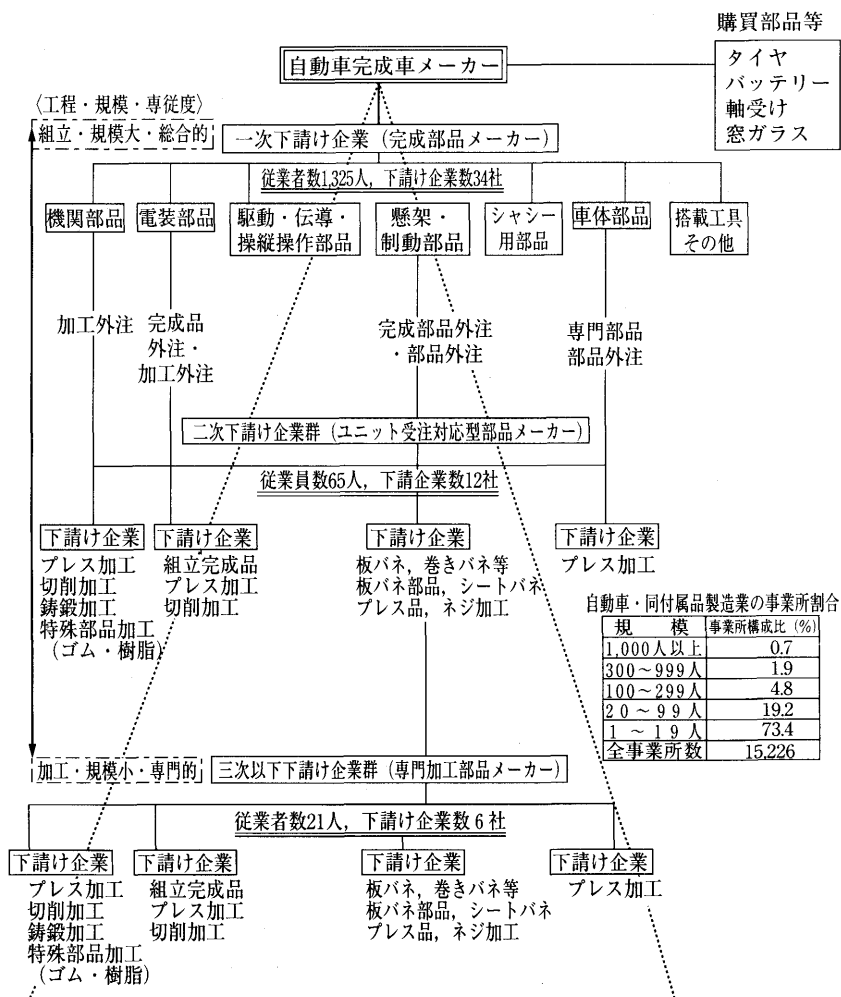 購買部品等
自動車完成車メーカー
タイヤ
バッテリー
軸受け
窓ガラス
〈工程・規模・専従度〉
組立・規模大・総合的
一次下請け企業（完成部品メーカー）
従業者数1,325人，下請け企業数34社
機関部品
電装部品
駆動・伝導・
操縦操作部品
懸架・
制動部品
シャシー
用部品
車体部品
搭載工具
その他
加工外注
完成品
外注・
加工外注
完成部品外注
・部品外注
専門部品
部品外注
二次下請け企業群（ユニット受注対応型部品メーカー）
従業員数65人，下請企業数12社
下請け企業
プレス加工
切削加工
鋳鍛加工
特殊部品加工
（ゴム・樹脂）
下請け企業
組立完成品
プレス加工
切削加工
下請け企業
板バネ，巻きバネ等
板バネ部品，シートバネ
プレス品，ネジ加工
下請け企業
プレス加工
自動車・同付属品製造業の事業所割合
規模 事業所構成比（%）
1,000人以上 0.7
300～999人 1.9
100～299人 4.8
20～99人 19.2
1～19人 73.4
全事業所数 15,226
加工・規模小・専門的
三次以下下請け企業群（専門加工部品メーカー）
従業者数21人，下請け企業数6社
下請け企業
プレス加工
切削加工
鋳鍛加工
特殊部品加工
（ゴム・樹脂）
下請け企業
組立完成品
プレス加工
切削加工
下請け企業
板バネ，巻きバネ等
板バネ部品，シートバネ
プレス品，ネジ加工
下請け企業
プレス加工